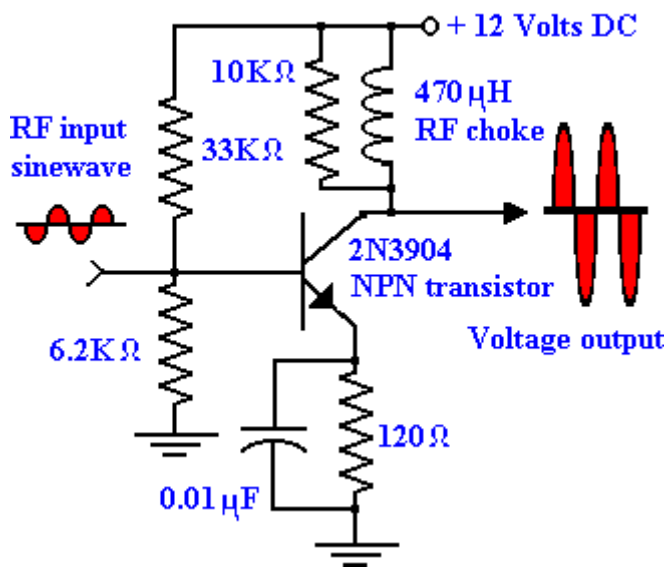 + 12 Volts DC
10KΩ
470 μH
RF choke
RF input
sinewave
33KΩ
2N3904
NPN transistor
Voltage output
6.2KΩ
120Ω
0.01μF